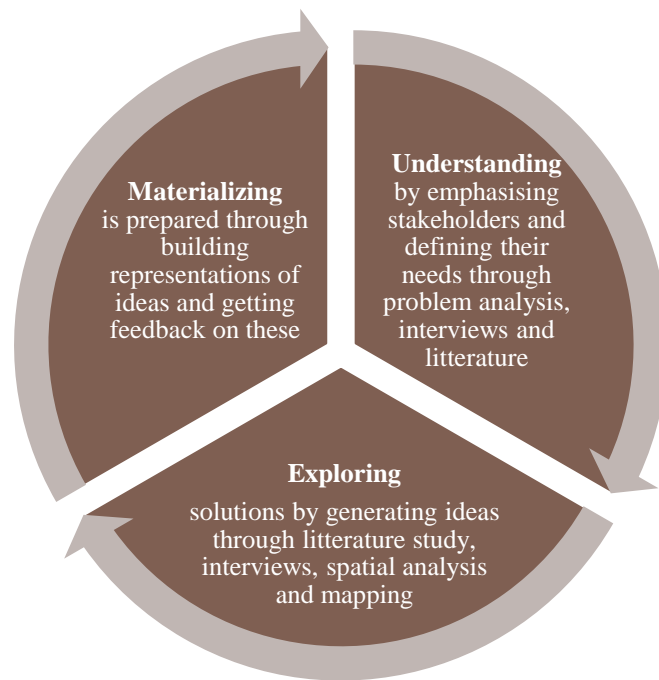 Understanding
by emphasising
stakeholders and
defining their
needs through
problem analysis,
interviews and
litterature
Exploring
solutions by generating ideas
through litterature study,
interviews, spatial analysis
and mapping
Materializing
is prepared through
building
representations of
ideas and getting
feedback on these